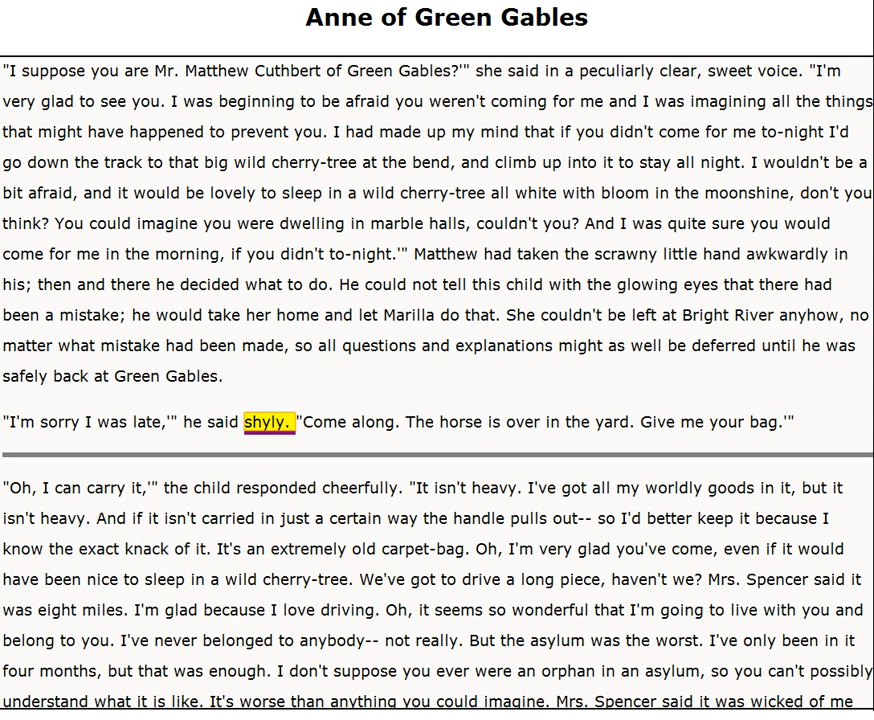 Anne of Green Gables
"I suppose you are Mr. Matthew Cuthbert of Green Gables?'" she said in a peculiarly clear, sweet voice. "I'm
very glad to see you. I was beginning to be afraid you weren't coming for me and I was imagining all the things
that might have happened to prevent you. I had made up my mind that if you didn't come for me to-night I'd
go down the track to that big wild cherry-tree at the bend, and climb up into it to stay all night. I wouldn't be a
bit afraid, and it would be lovely to sleep in a wild cherry-tree all white with bloom in the moonshine, don't you
think? You could imagine you were dwelling in marble halls, couldn't you? And I was quite sure you would
come for me in the morning, if you didn't to-night.'" Matthew had taken the scrawny little hand awkwardly in
his; then and there he decided what to do. He could not tell this child with the glowing eyes that there had
been a mistake; he would take her home and let Marilla do that. She couldn't be left at Bright River anyhow, no
matter what mistake had been made, so all questions and explanations might as well be deferred until he was
safely back at Green Gables.
"I'm sorry I was late,'" he said shyly. "Come along. The horse is over in the yard. Give me your bag.'"
"Oh, I can carry it,'" the child responded cheerfully. "It isn't heavy. I've got all my worldly goods in it, but it
isn't heavy. And if it isn't carried in just a certain way the handle pulls out-- so I'd better keep it because I
know the exact knack of it. It's an extremely old carpet-bag. Oh, I'm very glad you've come, even if it would
have been nice to sleep in a wild cherry-tree. We've got to drive a long piece, haven't we? Mrs. Spencer said it
was eight miles. I'm glad because I love driving. Oh, it seems so wonderful that I'm going to live with you and
belong to you. I've never belonged to anybody-- not really. But the asylum was the worst. I've only been in it
four months, but that was enough. I don't suppose you ever were an orphan in an asylum, so you can't possibly
understand what it is like. It's worse than anything you could imagine. Mrs. Spencer said it was wicked of me